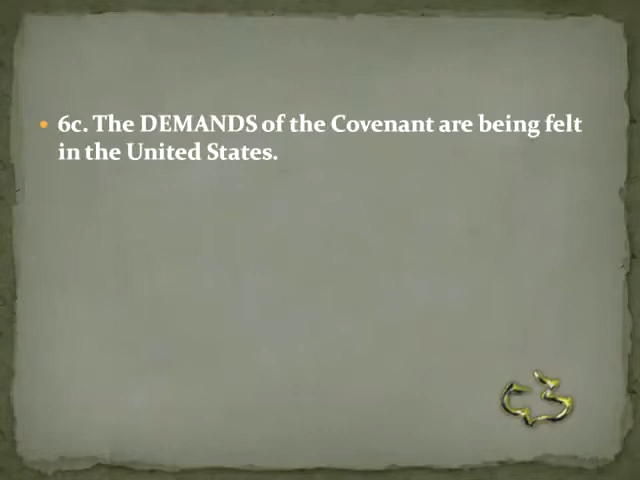 6c. The DEMANDS of the Covenant are being felt
in the United States.